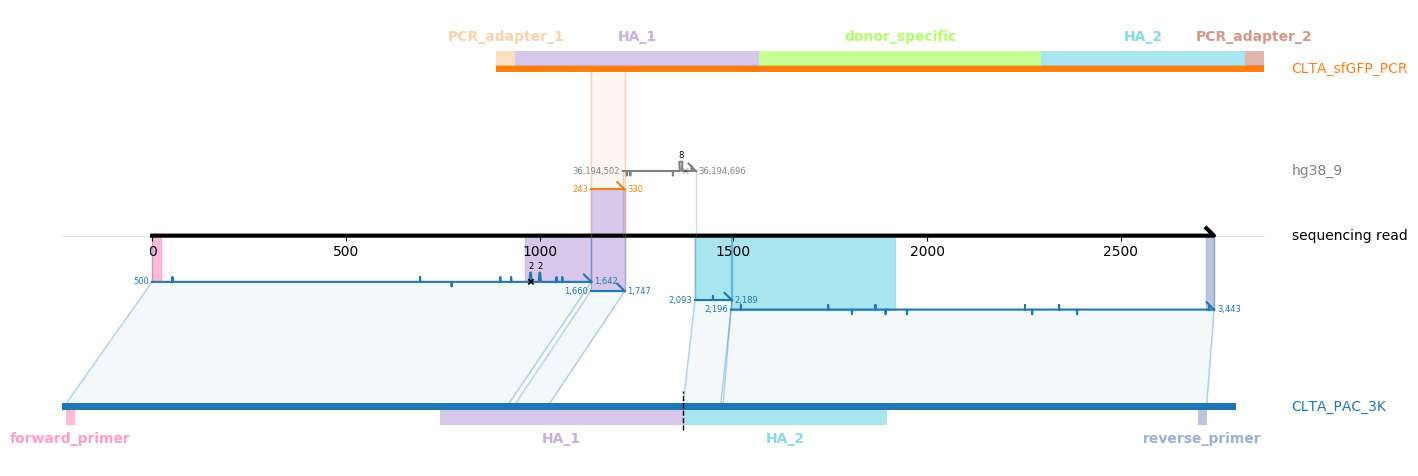 PCR_adapter_1 HA_1 donor_specific HA_2 PCR_adapter_2
CLTA_sfGFP_PCR
8
36,194,502 36,194,696 hg38_9
243 330
sequencing read
0 500 1000 1500 2000 2500
2 2
500 1,642
1,660 1,747
2,093 2,189
2,196 3,443
CLTA_PAC_3K
forward_primer HA_1 HA_2 reverse_primer